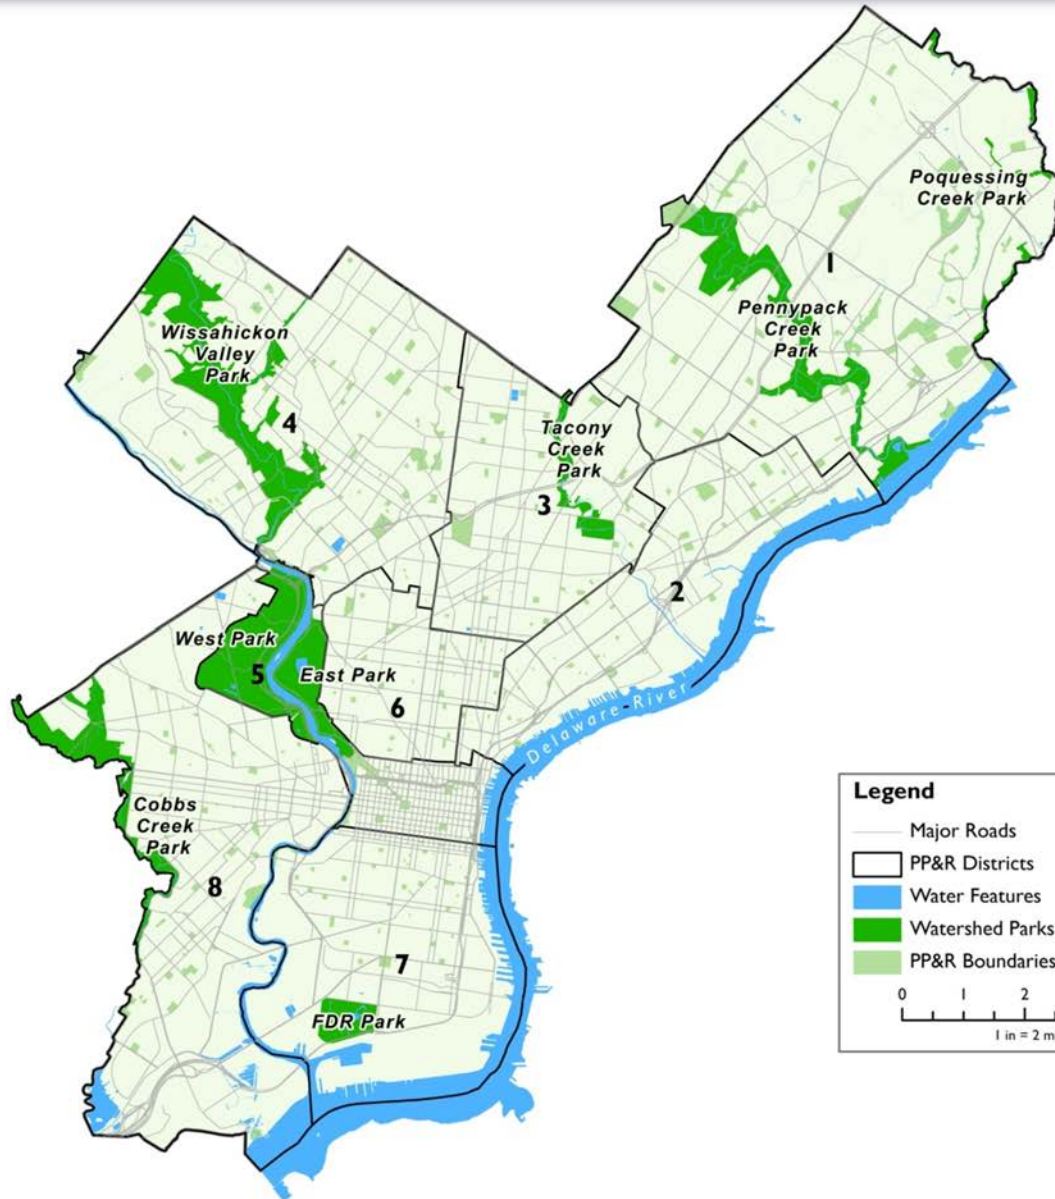 Poquessing
Creek Park
1
Pennypack
Creek
Park
Wissahickon
Valley
Park
4
Tacony
Creek
Park
3
2
West Park
5
East Park
6
Delaware-River
Cobbs
Creek
Park
8
7
FDR Park
Legend
Major Roads
PP&R Districts
Water Features
Watershed Parks
PP&R Boundaries
0 1 2
1 in = 2 m